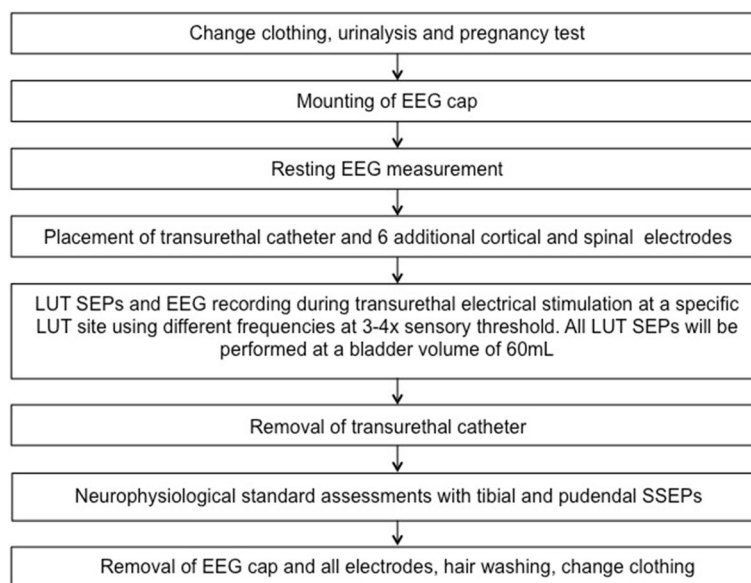 Change clothing, urinalysis and pregnancy test
Mounting of EEG cap
Resting EEG measurement
Placement of transurethal catheter and 6 additional cortical and spinal electrodes
LUT SEPs and EEG recording during transurethal electrical stimulation at a specific
LUT site using different frequencies at 3-4x sensory threshold. All LUT SEPs will be
performed at a bladder volume of 60mL
Removal of transurethal catheter
Neurophysiological standard assessments with tibial and pudendal SSEPs
Removal of EEG cap and all electrodes, hair washing, change clothing